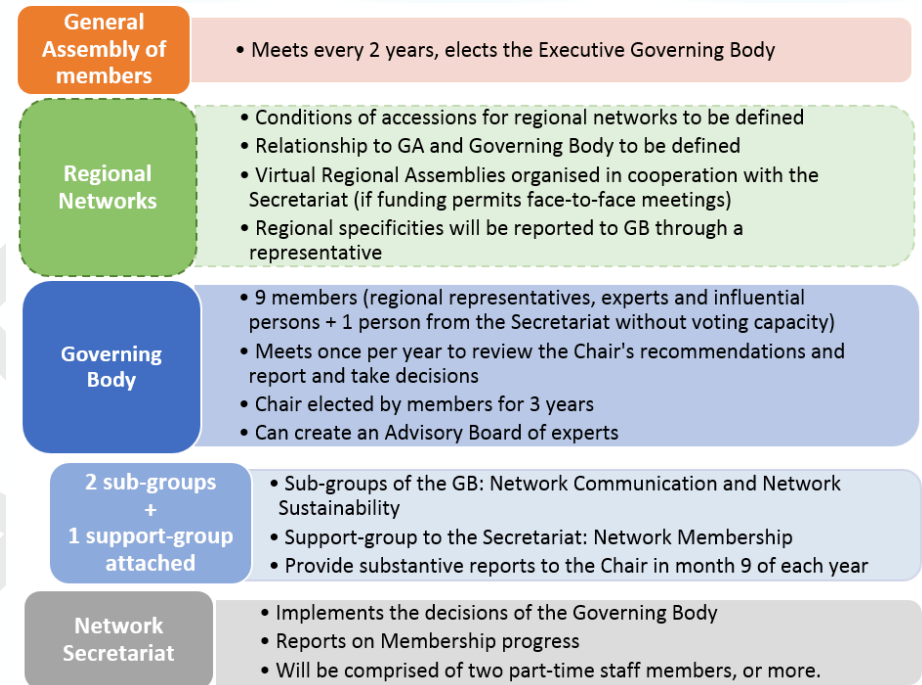 General
Assembly of
members
• Meets every 2 years, elects the Executive Governing Body
Regional
Networks
• Conditions of accessions for regional networks to be defined
• Relationship to GA and Governing Body to be defined
• Virtual Regional Assemblies organised in cooperation with the
Secretariat (if funding permits face-to-face meetings)
• Regional specificities will be reported to GB through a
representative
Governing
Body
• 9 members (regional representatives, experts and influential
persons + 1 person from the Secretariat without voting capacity)
• Meets once per year to review the Chair's recommendations and
report and take decisions
• Chair elected by members for 3 years
• Can create an Advisory Board of experts
2 sub-groups
+
1 support-group
attached
• Sub-groups of the GB: Network Communication and Network
Sustainability
• Support-group to the Secretariat: Network Membership
• Provide substantive reports to the Chair in month 9 of each year
Network
Secretariat
• Implements the decisions of the Governing Body
• Reports on Membership progress
• Will be comprised of two part-time staff members, or more.